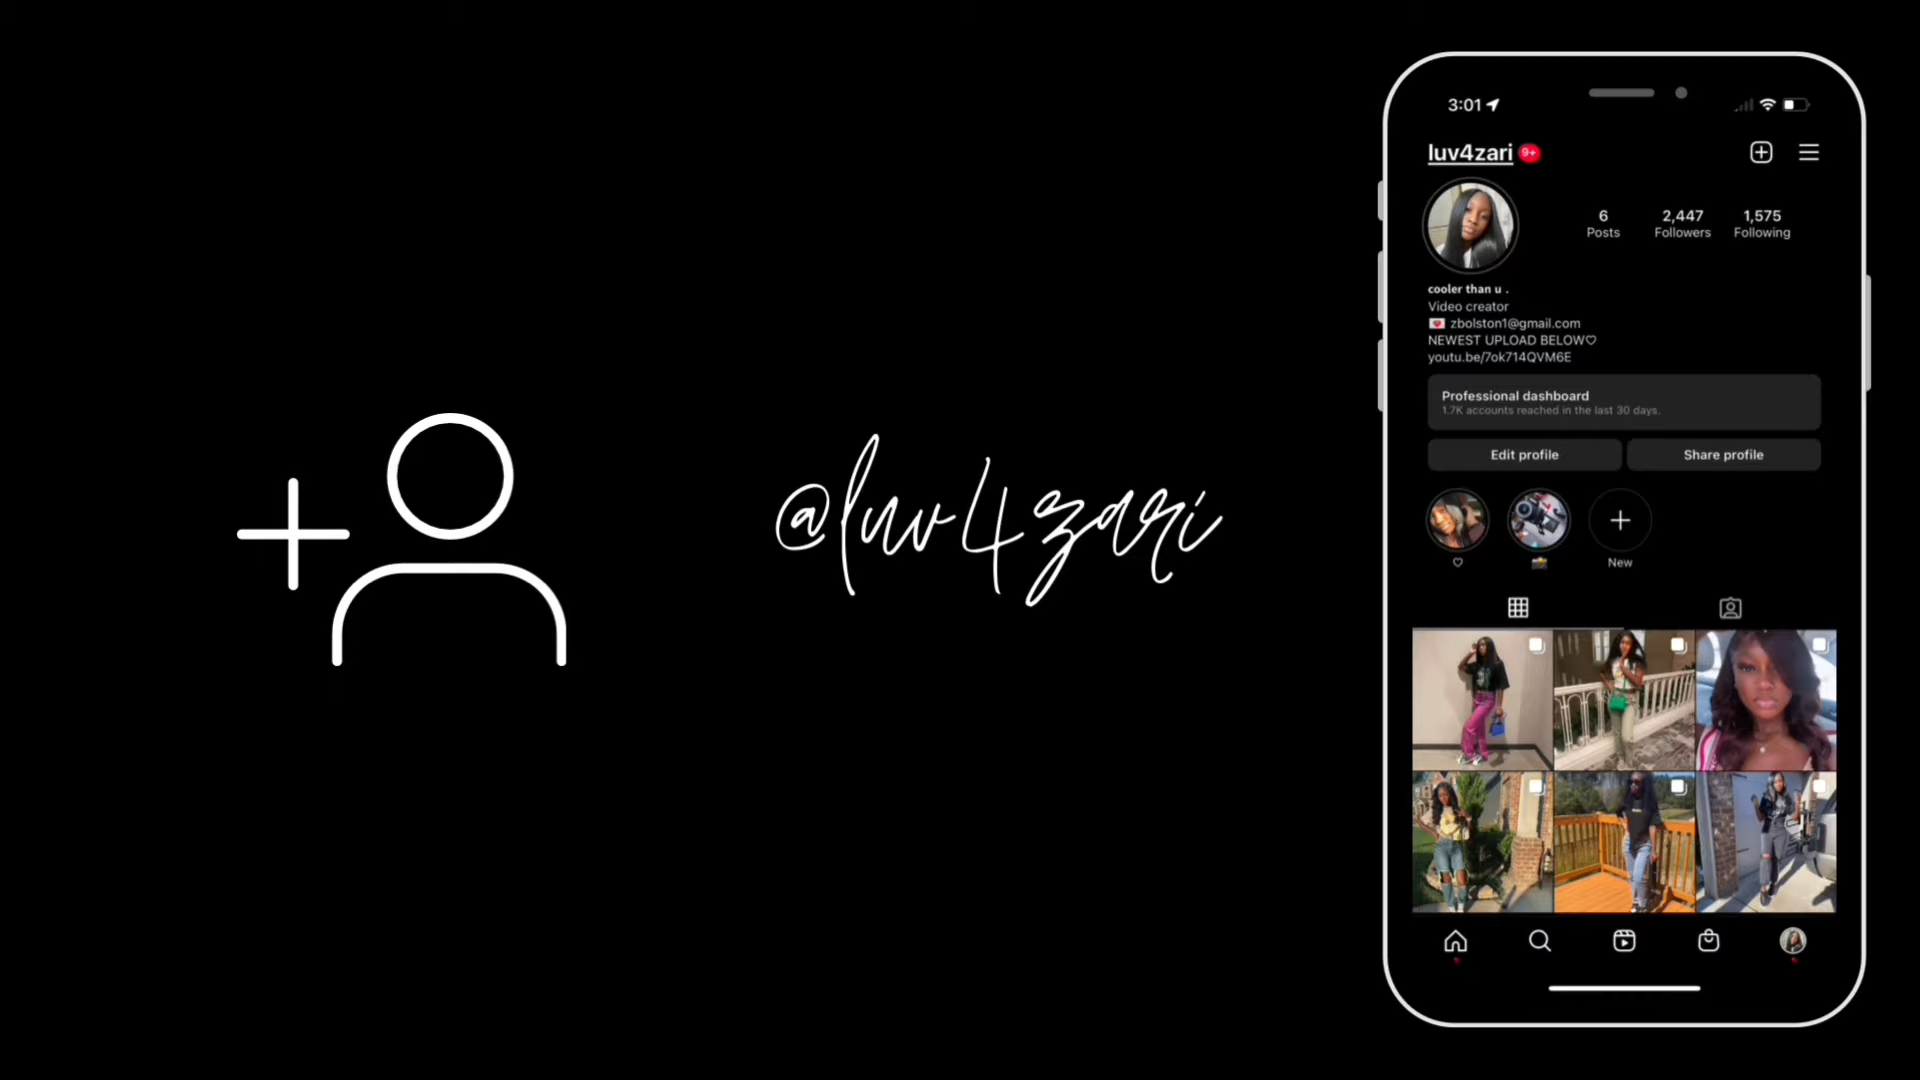 @luv4zari
3:01
luv4zari 9+
6 2,447 1,575
Posts Followers Following
cooler than u .
Video creator
💌 zbolston1@gmail.com
NEWEST UPLOAD BELOW♡
youtu.be/7ok714QVM6E
Professional dashboard
1.7K accounts reached in the last 30 days.
Edit profile Share profile
♡ 📸 New